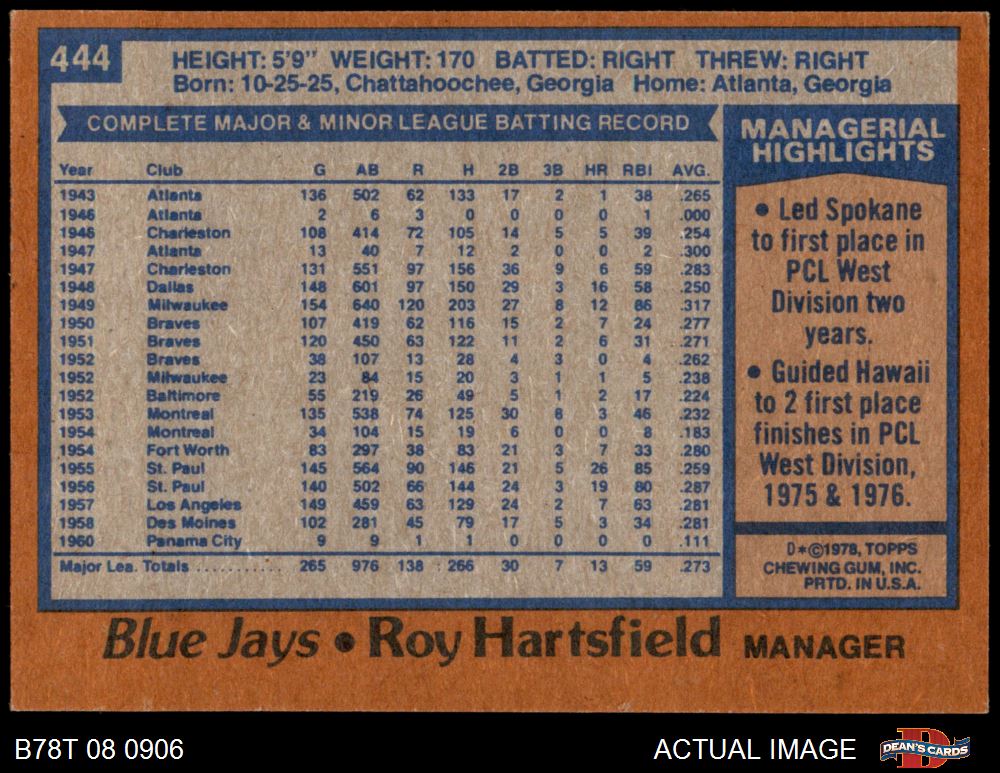 444
HEIGHT: 5'9" WEIGHT: 170 BATTED: RIGHT THREW: RIGHT
Born: 10-25-25, Chattahoochee, Georgia Home: Atlanta, Georgia
COMPLETE MAJOR & MINOR LEAGUE BATTING RECORD
Year Club G AB R H 2B 3B HR RBI AVG.
1943 Atlanta 136 502 62 133 17 2 1 38 .265
1946 Atlanta 2 6 3 0 0 0 0 1 .000
1946 Charleston 108 414 72 105 14 5 5 39 .254
1947 Atlanta 13 40 7 12 2 0 0 2 .300
1947 Charleston 131 551 97 156 36 9 6 59 .283
1948 Dallas 148 601 97 150 29 3 16 58 .250
1949 Milwaukee 154 640 120 203 27 8 12 86 .317
1950 Braves 107 419 62 116 15 2 7 24 .277
1951 Braves 120 450 63 122 11 2 6 31 .271
1952 Braves 38 107 13 28 4 3 0 4 .262
1952 Milwaukee 23 84 15 20 3 1 1 5 .238
1952 Baltimore 55 219 26 49 5 1 2 17 .224
1953 Montreal 135 538 74 125 30 8 3 46 .232
1954 Montreal 34 104 15 19 6 0 0 8 .183
1954 Fort Worth 83 297 38 83 21 3 7 33 .280
1955 St. Paul 145 564 90 146 21 5 26 85 .259
1956 St. Paul 140 502 66 144 24 3 19 80 .287
1957 Los Angeles 149 459 63 129 24 2 7 63 .281
1958 Des Moines 102 281 45 79 17 5 3 34 .281
1960 Panama City 9 9 1 1 0 0 0 0 .111
Major Lea. Totals .......... 265 976 138 266 30 7 13 59 .273
MANAGERIAL
HIGHLIGHTS
• Led Spokane
to first place in
PCL West
Division two
years.
• Guided Hawaii
to 2 first place
finishes in PCL
West Division,
1975 & 1976.
D*©1978, TOPPS
CHEWING GUM, INC.
PRTD. IN U.S.A.
Blue Jays • Roy Hartsfield MANAGER
B78T 08 0906 ACTUAL IMAGE DEAN'S CARDS